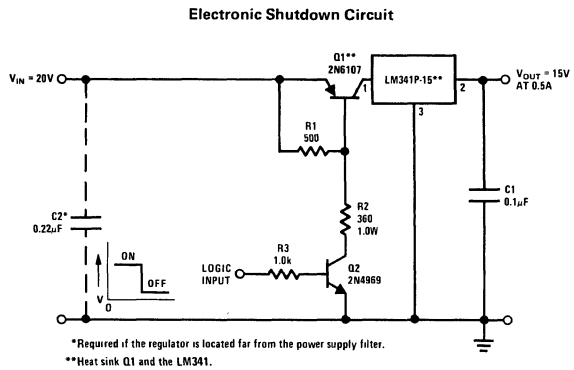 Electronic Shutdown Circuit
Q1**
2N6107
V_IN = 20V
LM341P-15**
V_OUT = 15V
AT 0.5A
1
2
3
R1
500
C2*
0.22μF
R2
360
1.0W
C1
0.1μF
ON
OFF
V
0
R3
1.0k
LOGIC
INPUT
Q2
2N4969
*Required if the regulator is located far from the power supply filter.
**Heat sink Q1 and the LM341.